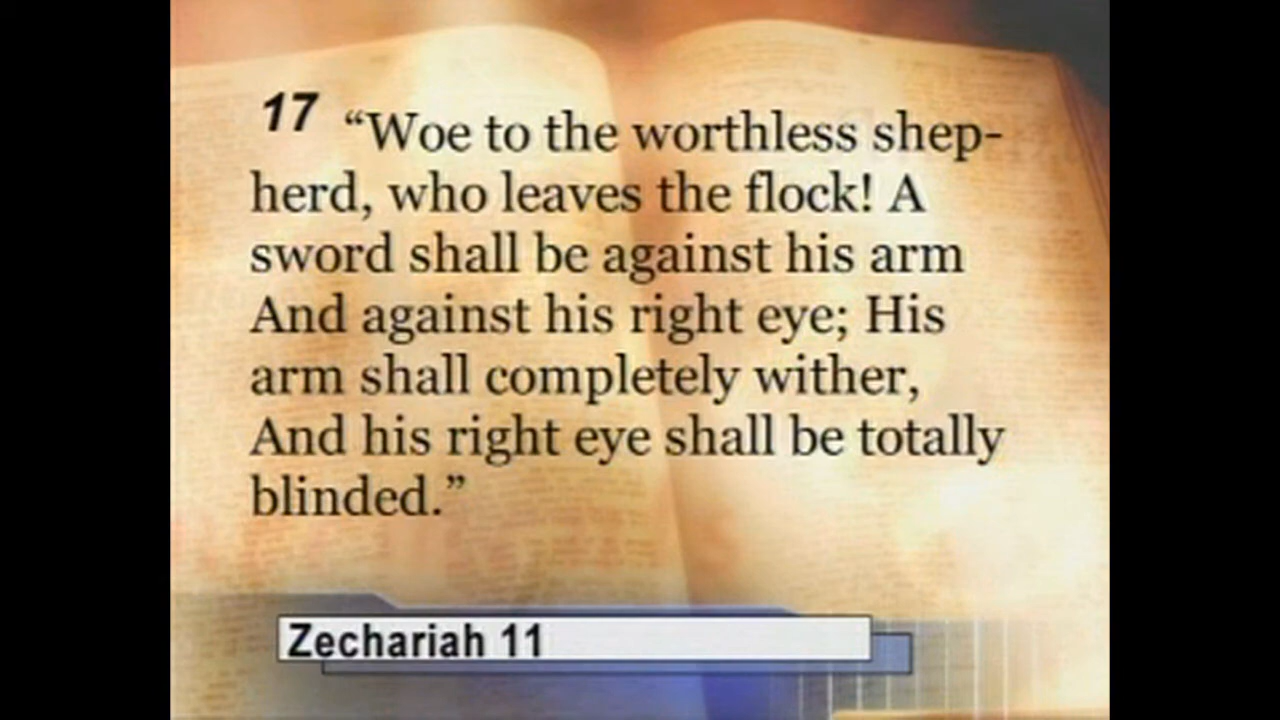 17 “Woe to the worthless shep-
herd, who leaves the flock! A
sword shall be against his arm
And against his right eye; His
arm shall completely wither,
And his right eye shall be totally
blinded.”
Zechariah 11